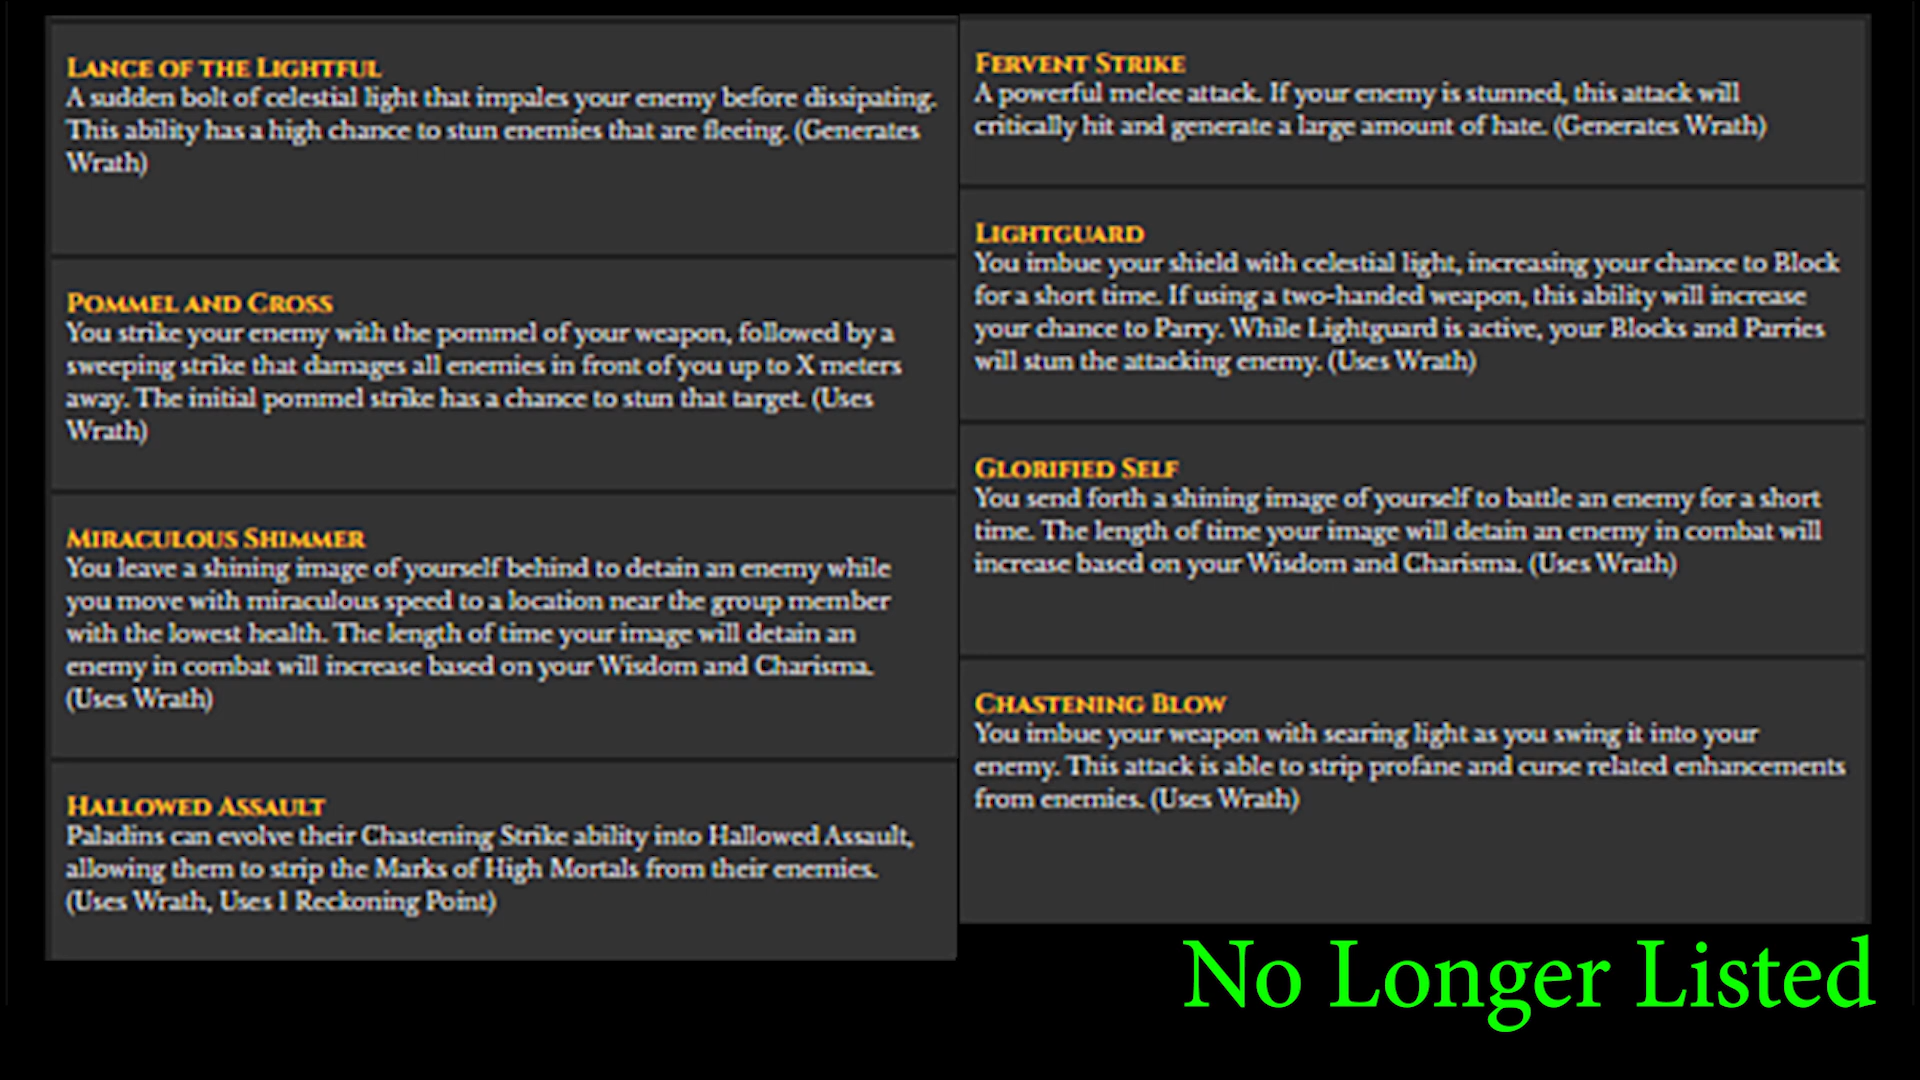 Lance of the Lightful
A sudden bolt of celestial light that impales your enemy before dissipating.
This ability has a high chance to stun enemies that are fleeing. (Generates
Wrath)
Pommel and Cross
You strike your enemy with the pommel of your weapon, followed by a
sweeping strike that damages all enemies in front of you up to X meters
away. The initial pommel strike has a chance to stun that target. (Uses
Wrath)
Miraculous Shimmer
You leave a shining image of yourself behind to detain an enemy while
you move with miraculous speed to a location near the group member
with the lowest health. The length of time your image will detain an
enemy in combat will increase based on your Wisdom and Charisma.
(Uses Wrath)
Hallowed Assault
Paladins can evolve their Chastening Strike ability into Hallowed Assault,
allowing them to strip the Marks of High Mortals from their enemies.
(Uses Wrath, Uses 1 Reckoning Point)
Fervent Strike
A powerful melee attack. If your enemy is stunned, this attack will
critically hit and generate a large amount of hate. (Generates Wrath)
Lightguard
You imbue your shield with celestial light, increasing your chance to Block
for a short time. If using a two-handed weapon, this ability will increase
your chance to Parry. While Lightguard is active, your Blocks and Parries
will stun the attacking enemy. (Uses Wrath)
Glorified Self
You send forth a shining image of yourself to battle an enemy for a short
time. The length of time your image will detain an enemy in combat will
increase based on your Wisdom and Charisma. (Uses Wrath)
Chastening Blow
You imbue your weapon with searing light as you swing it into your
enemy. This attack is able to strip profane and curse related enhancements
from enemies. (Uses Wrath)
No Longer Listed